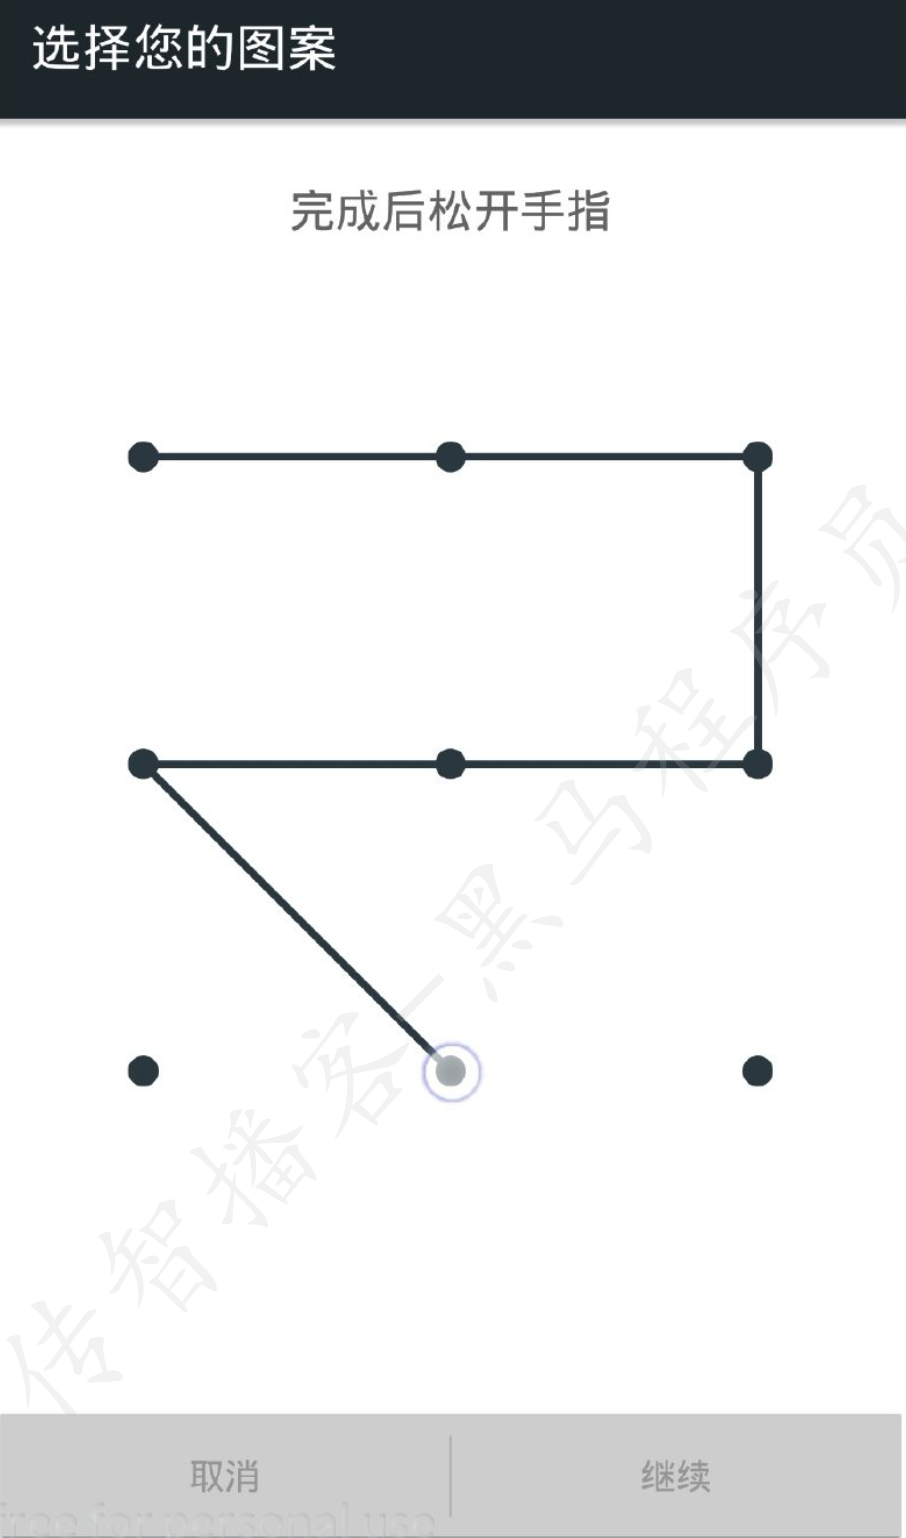 选择您的图案
完成后松开手指
传智播客-黑马程序员
取消
继续
free for personal use